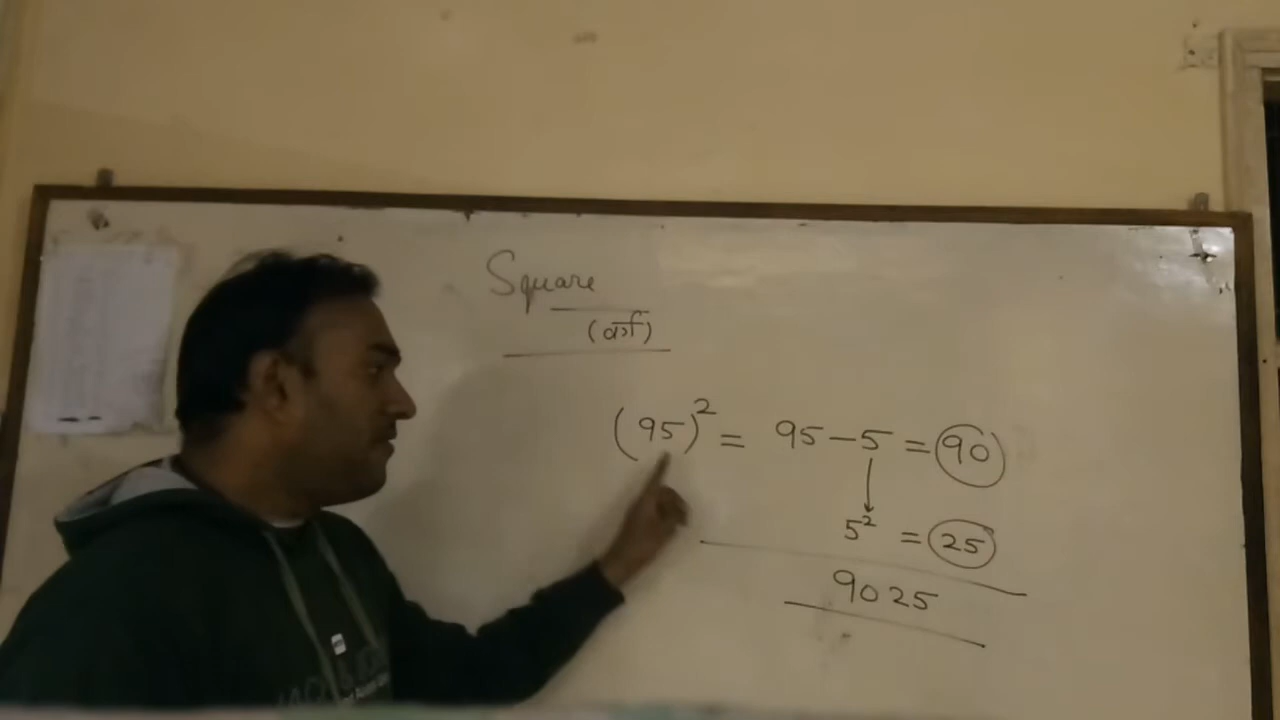 Square
(वर्ग)
(95)² = 95 – 5 = 90
5² = 25
9025